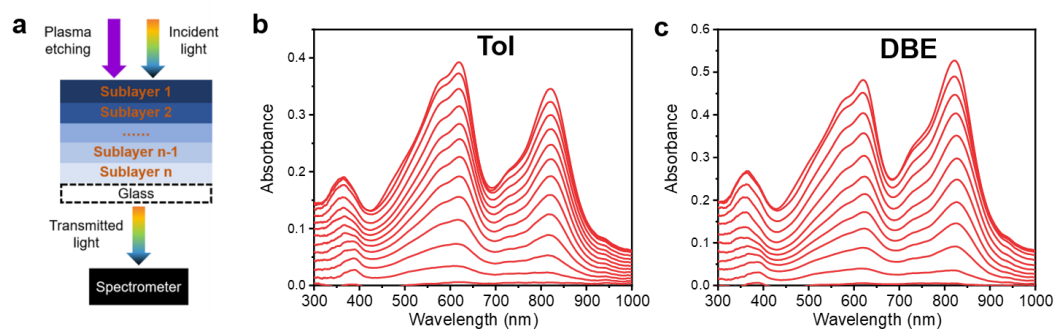 a
Plasma
etching
Incident
light
Sublayer 1
Sublayer 2
......
Sublayer n-1
Sublayer n
Glass
Transmitted
light
Spectrometer
b
Tol
Absorbance
0.4
0.3
0.2
0.1
0.0
300 400 500 600 700 800 900 1000
Wavelength (nm)
c
DBE
Absorbance
0.6
0.5
0.4
0.3
0.2
0.1
0.0
300 400 500 600 700 800 900 1000
Wavelength (nm)